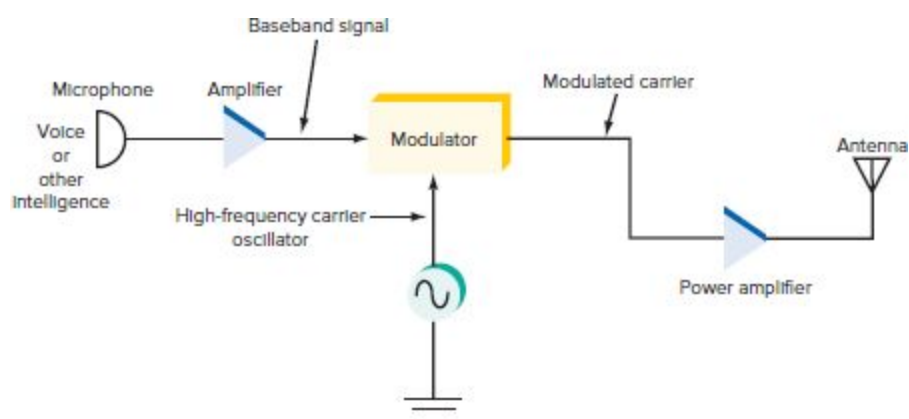 Baseband signal
Microphone
Amplifier
Modulated carrier
Voice
or
other
intelligence
Modulator
Antenna
High-frequency carrier
oscillator
Power amplifier